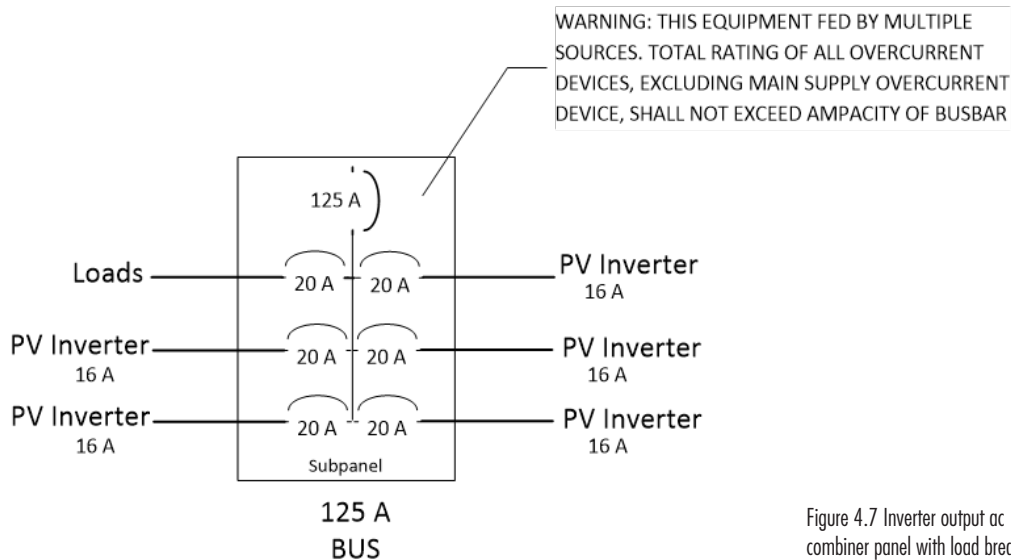 WARNING: THIS EQUIPMENT FED BY MULTIPLE
SOURCES. TOTAL RATING OF ALL OVERCURRENT
DEVICES, EXCLUDING MAIN SUPPLY OVERCURRENT
DEVICE, SHALL NOT EXCEED AMPACITY OF BUSBAR
125 A
Loads
20 A
20 A
PV Inverter
16 A
PV Inverter
16 A
20 A
20 A
PV Inverter
16 A
PV Inverter
16 A
20 A
20 A
PV Inverter
16 A
Subpanel
125 A
BUS
Figure 4.7 Inverter output ac
combiner panel with load